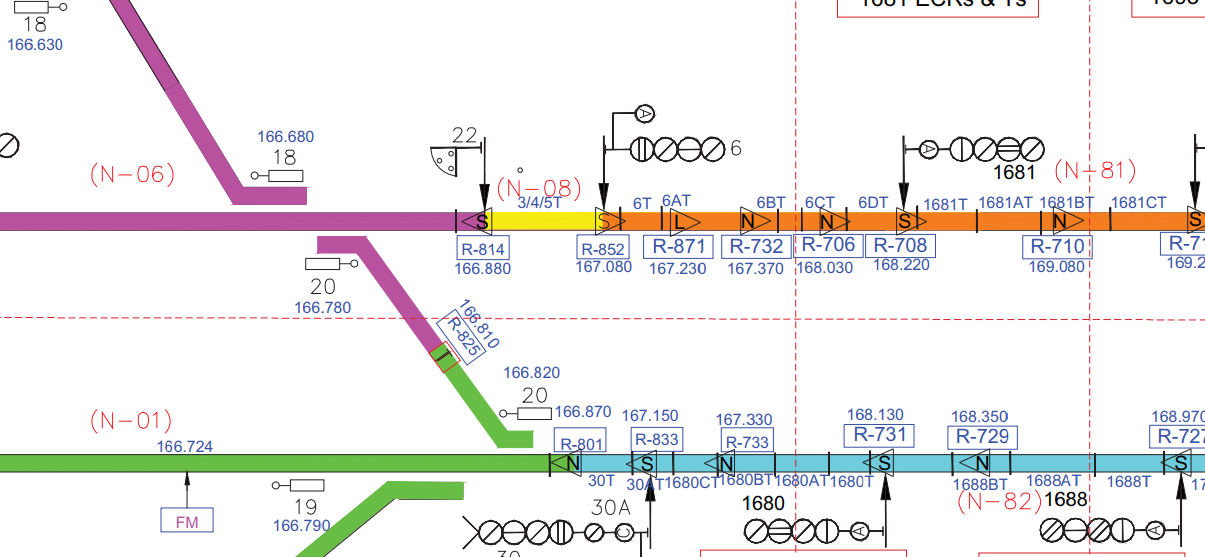 1681 ECRs & Ts
18
166.630
166.680
18
22
6
1681
(N-06)
(N-08)
(N-81)
3/4/5T
6T
6AT
6BT
6CT
6DT
1681T
1681AT
1681BT
1681CT
S
S
L
N
N
S
N
S
R-814
R-852
R-871
R-732
R-706
R-708
R-710
166.880
167.080
167.230
167.370
168.030
168.220
169.080
20
166.780
166.810
R-825
166.820
20
(N-01)
166.724
166.870
167.150
167.330
168.130
168.350
168.970
R-801
R-833
R-733
R-731
R-729
R-727
N
S
N
S
N
S
30T
30AT
1680CT
1680BT
1680AT
1680T
1688BT
1688AT
1688T
FM
19
166.790
30A
1680
(N-82)
1688
30
A
A
A
A